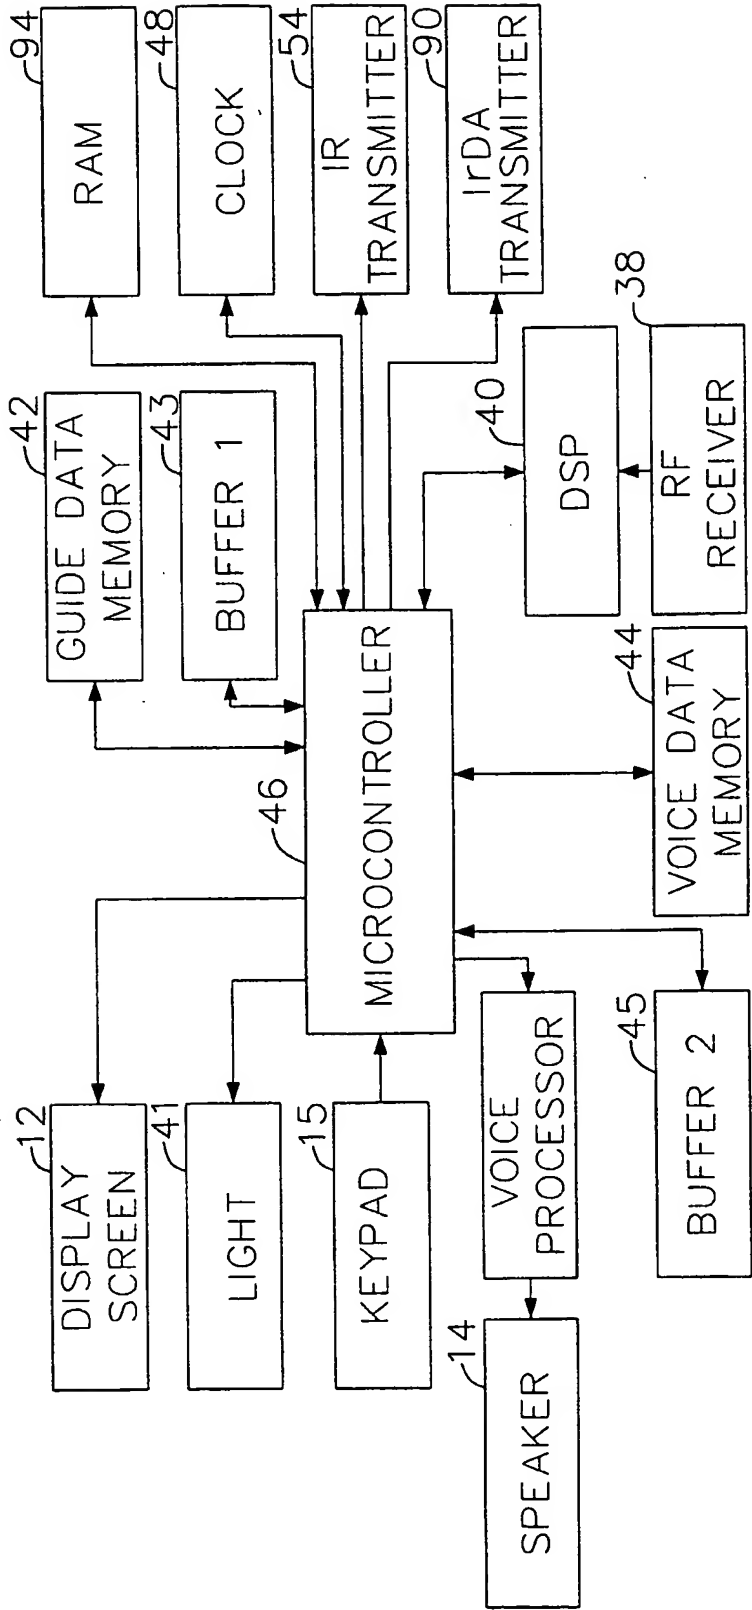 12
DISPLAY
SCREEN
41
LIGHT
15
KEYPAD
14
SPEAKER
VOICE
PROCESSOR
45
BUFFER 2
46
MICROCONTROLLER
42
GUIDE DATA
MEMORY
43
BUFFER 1
44
VOICE DATA
MEMORY
94
RAM
48
CLOCK
54
IR
TRANSMITTER
90
IrDA
TRANSMITTER
40
DSP
38
RF
RECEIVER